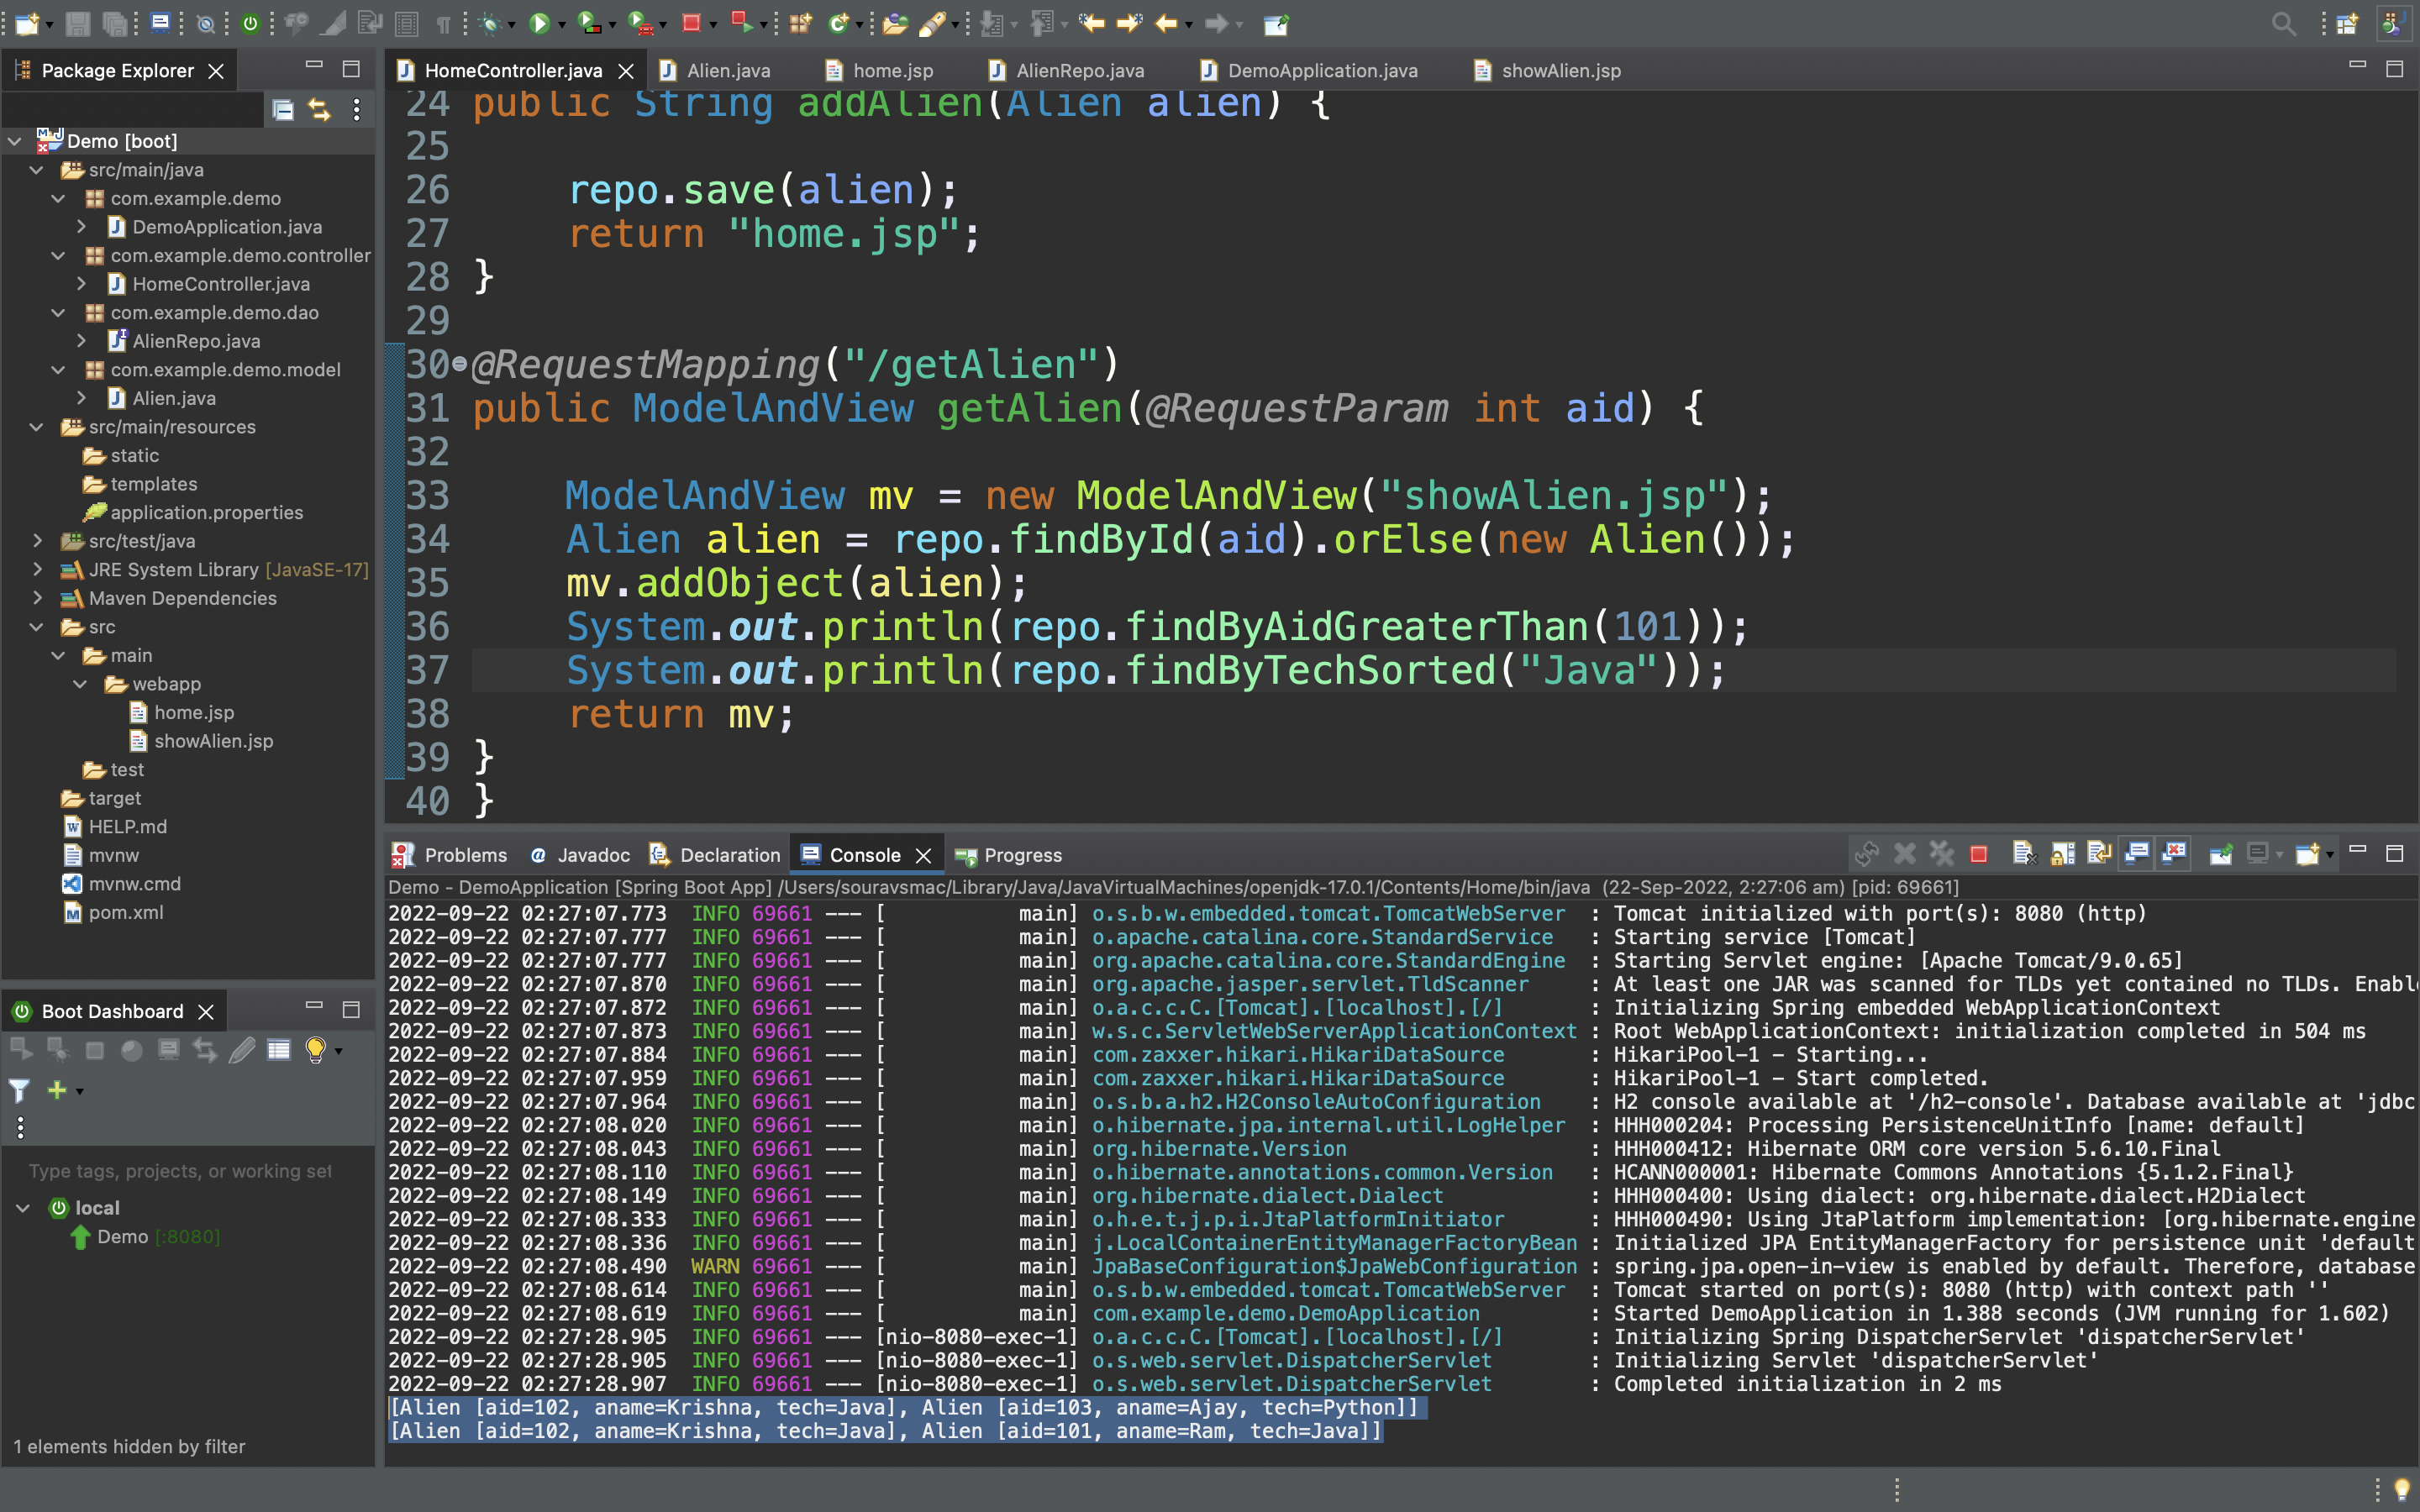 Package Explorer
Demo [boot]
src/main/java
com.example.demo
DemoApplication.java
com.example.demo.controller
HomeController.java
com.example.demo.dao
AlienRepo.java
com.example.demo.model
Alien.java
src/main/resources
static
templates
application.properties
src/test/java
JRE System Library [JavaSE-17]
Maven Dependencies
src
main
webapp
home.jsp
showAlien.jsp
test
target
HELP.md
mvnw
mvnw.cmd
pom.xml
Boot Dashboard
Type tags, projects, or working set
local
Demo [:8080]
1 elements hidden by filter
HomeController.java Alien.java home.jsp AlienRepo.java DemoApplication.java showAlien.jsp
24 public String addAlien(Alien alien) {
25
26 repo.save(alien);
27 return "home.jsp";
28 }
29
30 @RequestMapping("/getAlien")
31 public ModelAndView getAlien(@RequestParam int aid) {
32
33 ModelAndView mv = new ModelAndView("showAlien.jsp");
34 Alien alien = repo.findById(aid).orElse(new Alien());
35 mv.addObject(alien);
36 System.out.println(repo.findByAidGreaterThan(101));
37 System.out.println(repo.findByTechSorted("Java"));
38 return mv;
39 }
40 }
Problems Javadoc Declaration Console Progress
Demo - DemoApplication [Spring Boot App] /Users/souravsmac/Library/Java/JavaVirtualMachines/openjdk-17.0.1/Contents/Home/bin/java (22-Sep-2022, 2:27:06 am) [pid: 69661]
2022-09-22 02:27:07.773 INFO 69661 --- [ main] o.s.b.w.embedded.tomcat.TomcatWebServer : Tomcat initialized with port(s): 8080 (http)
2022-09-22 02:27:07.777 INFO 69661 --- [ main] o.apache.catalina.core.StandardService : Starting service [Tomcat]
2022-09-22 02:27:07.777 INFO 69661 --- [ main] org.apache.catalina.core.StandardEngine : Starting Servlet engine: [Apache Tomcat/9.0.65]
2022-09-22 02:27:07.870 INFO 69661 --- [ main] org.apache.jasper.servlet.TldScanner : At least one JAR was scanned for TLDs yet contained no TLDs. Enabl
2022-09-22 02:27:07.872 INFO 69661 --- [ main] o.a.c.c.C.[Tomcat].[localhost].[/] : Initializing Spring embedded WebApplicationContext
2022-09-22 02:27:07.873 INFO 69661 --- [ main] w.s.c.ServletWebServerApplicationContext : Root WebApplicationContext: initialization completed in 504 ms
2022-09-22 02:27:07.884 INFO 69661 --- [ main] com.zaxxer.hikari.HikariDataSource : HikariPool-1 - Starting...
2022-09-22 02:27:07.959 INFO 69661 --- [ main] com.zaxxer.hikari.HikariDataSource : HikariPool-1 - Start completed.
2022-09-22 02:27:07.964 INFO 69661 --- [ main] o.s.b.a.h2.H2ConsoleAutoConfiguration : H2 console available at '/h2-console'. Database available at 'jdbc
2022-09-22 02:27:08.020 INFO 69661 --- [ main] o.hibernate.jpa.internal.util.LogHelper : HHH000204: Processing PersistenceUnitInfo [name: default]
2022-09-22 02:27:08.043 INFO 69661 --- [ main] org.hibernate.Version : HHH000412: Hibernate ORM core version 5.6.10.Final
2022-09-22 02:27:08.110 INFO 69661 --- [ main] o.hibernate.annotations.common.Version : HCANN000001: Hibernate Commons Annotations {5.1.2.Final}
2022-09-22 02:27:08.149 INFO 69661 --- [ main] org.hibernate.dialect.Dialect : HHH000400: Using dialect: org.hibernate.dialect.H2Dialect
2022-09-22 02:27:08.333 INFO 69661 --- [ main] o.h.e.t.j.p.i.JtaPlatformInitiator : HHH000490: Using JtaPlatform implementation: [org.hibernate.engine
2022-09-22 02:27:08.336 INFO 69661 --- [ main] j.LocalContainerEntityManagerFactoryBean : Initialized JPA EntityManagerFactory for persistence unit 'default
2022-09-22 02:27:08.490 WARN 69661 --- [ main] JpaBaseConfiguration$JpaWebConfiguration : spring.jpa.open-in-view is enabled by default. Therefore, database
2022-09-22 02:27:08.614 INFO 69661 --- [ main] o.s.b.w.embedded.tomcat.TomcatWebServer : Tomcat started on port(s): 8080 (http) with context path ''
2022-09-22 02:27:08.619 INFO 69661 --- [ main] com.example.demo.DemoApplication : Started DemoApplication in 1.388 seconds (JVM running for 1.602)
2022-09-22 02:27:28.905 INFO 69661 --- [nio-8080-exec-1] o.a.c.c.C.[Tomcat].[localhost].[/] : Initializing Spring DispatcherServlet 'dispatcherServlet'
2022-09-22 02:27:28.905 INFO 69661 --- [nio-8080-exec-1] o.s.web.servlet.DispatcherServlet : Initializing Servlet 'dispatcherServlet'
2022-09-22 02:27:28.907 INFO 69661 --- [nio-8080-exec-1] o.s.web.servlet.DispatcherServlet : Completed initialization in 2 ms
[Alien [aid=102, aname=Krishna, tech=Java], Alien [aid=103, aname=Ajay, tech=Python]]
[Alien [aid=102, aname=Krishna, tech=Java], Alien [aid=101, aname=Ram, tech=Java]]